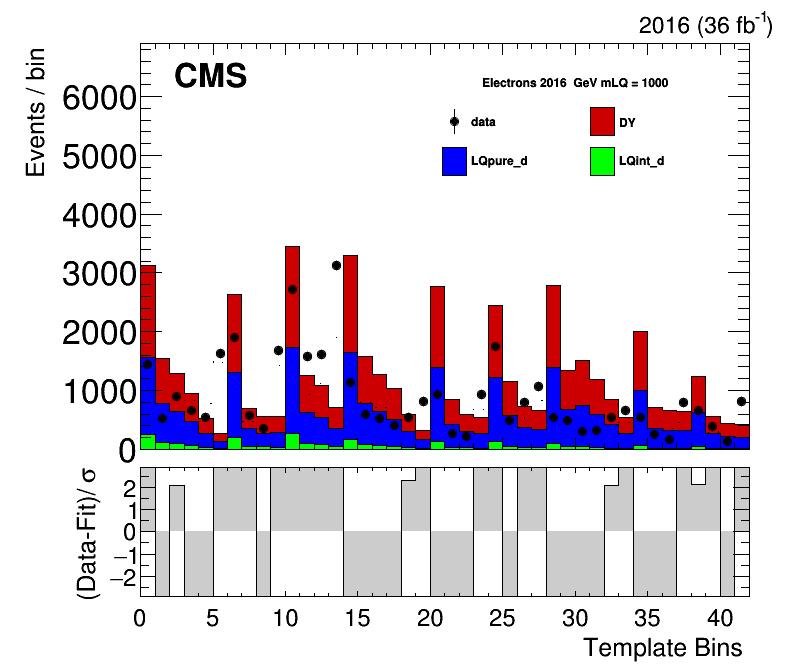 2016 (36 fb-1)
CMS
Electrons 2016 GeV mLQ = 1000
data
DY
LQpure_d
LQint_d
Events / bin
6000
5000
4000
3000
2000
1000
0
(Data-Fit)/ σ
2
1
0
−1
−2
0 5 10 15 20 25 30 35 40
Template Bins